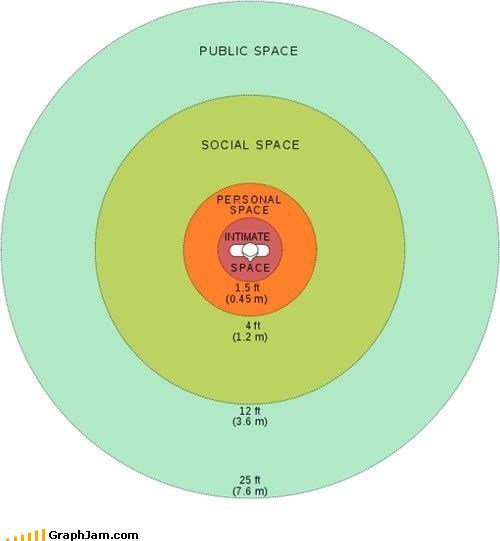 PUBLIC SPACE
SOCIAL SPACE
PERSONAL
SPACE
INTIMATE
SPACE
1.5 ft
(0.45 m)
4 ft
(1.2 m)
12 ft
(3.6 m)
25 ft
(7.6 m)
GraphJam.com